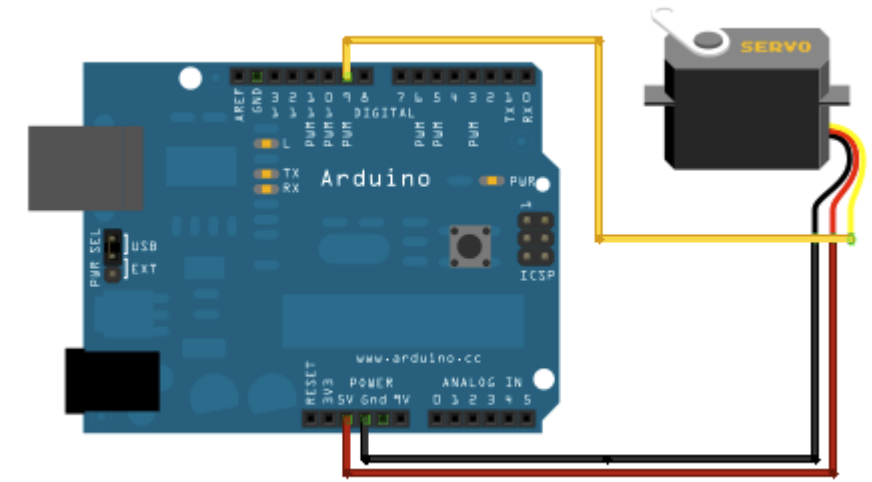 SERVO
AREF
GND
13
12
11
10
9
8
7
6
5
4
3
2
1
0
PWM
PWM
PWM
DIGITAL
PWM
PWM
PWM
TX
RX
L
TX
RX
Arduino
PWR
1
PWR SEL
USB
EXT
ICSP
www.arduino.cc
RESET
3V3
POWER
5V Gnd 9V
ANALOG IN
0 1 2 3 4 5